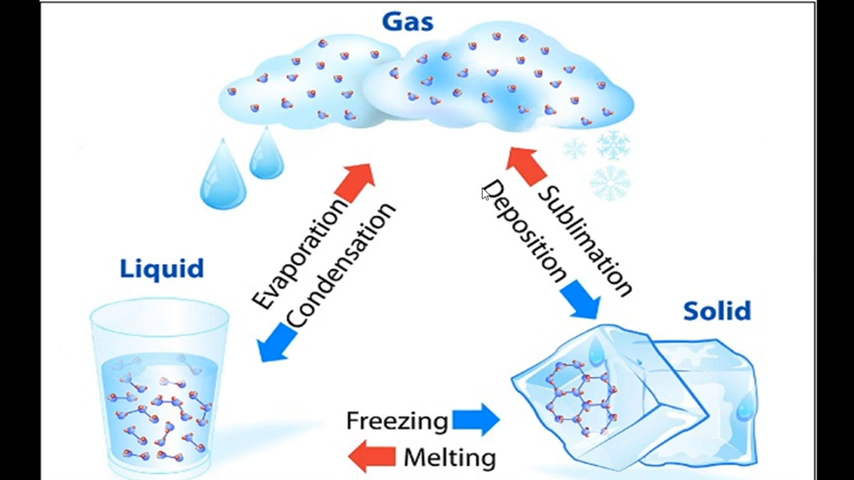 Gas
Evaporation
Condensation
Sublimation
Deposition
Liquid
Solid
Freezing
Melting